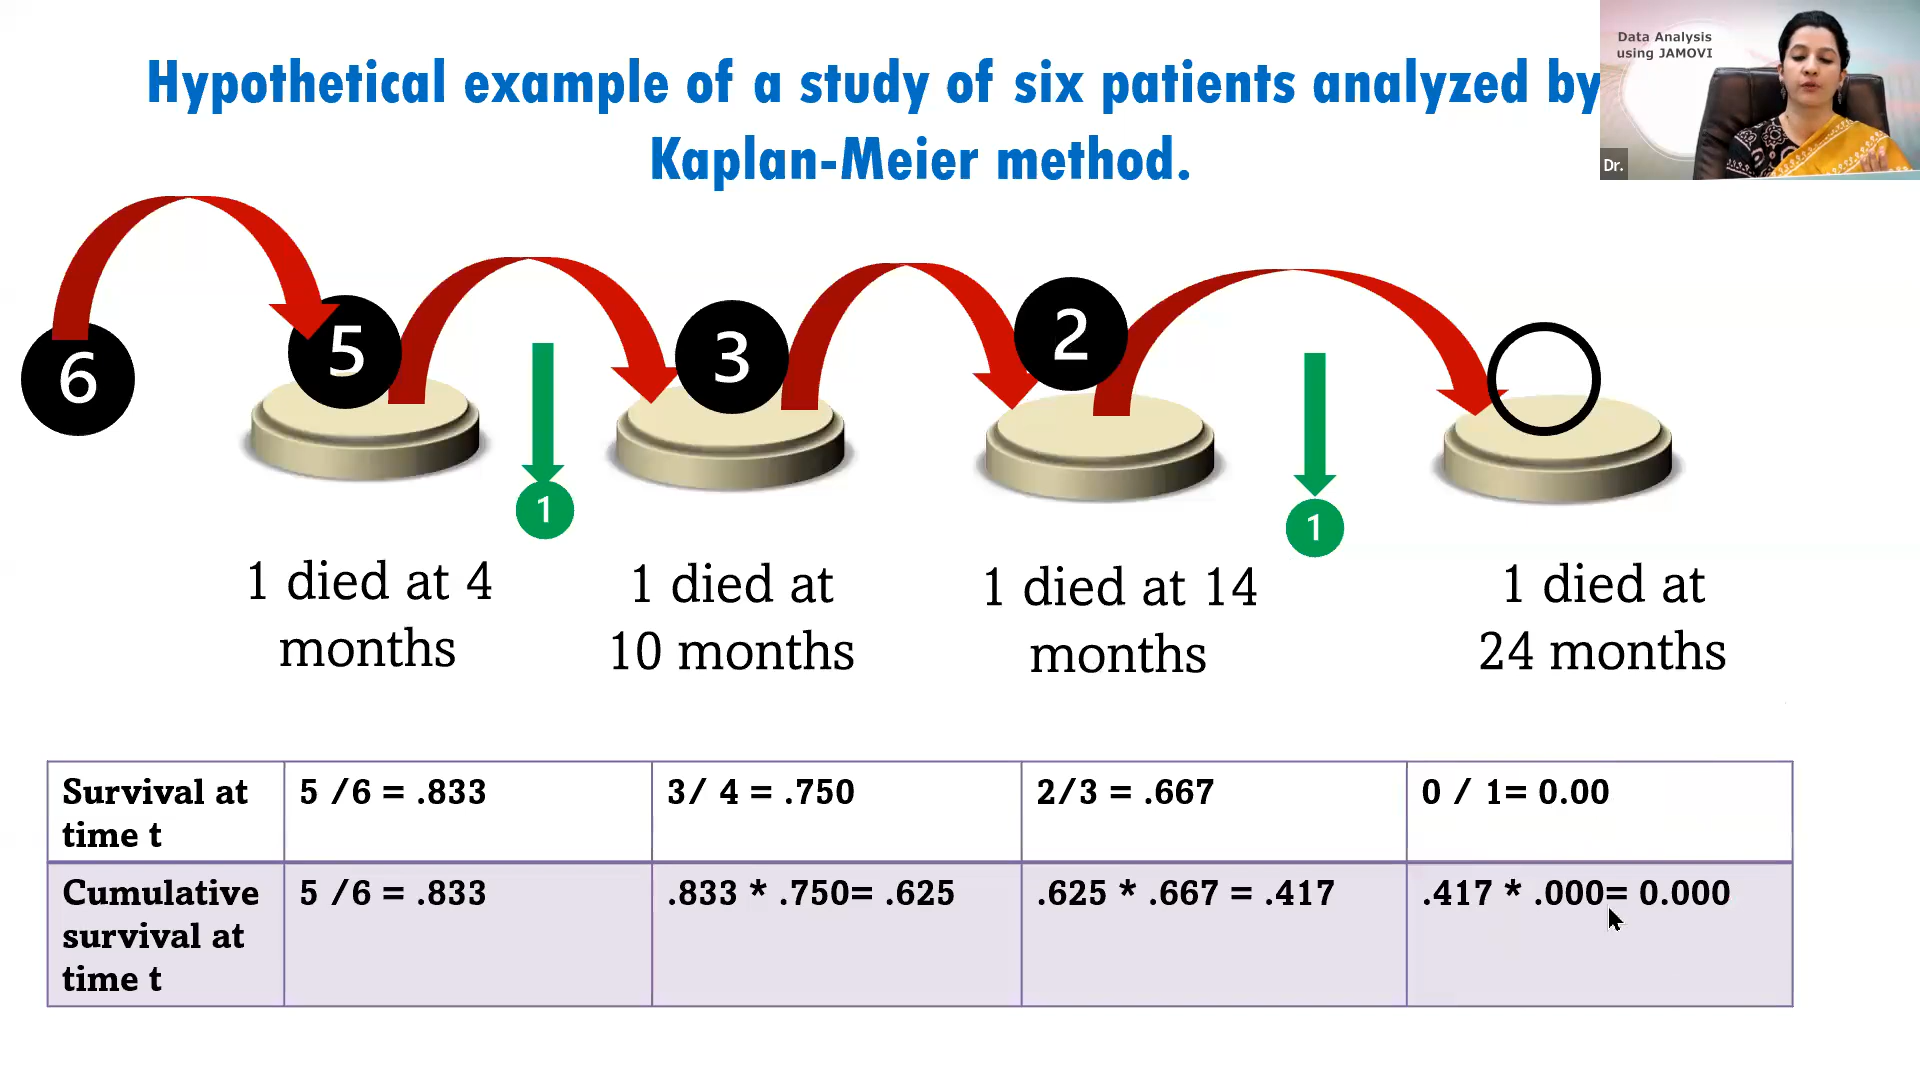 Data Analysis
using JAMOVI
Dr.
Hypothetical example of a study of six patients analyzed by
Kaplan-Meier method.
6
5
3
2
1
1
1 died at 4
months
1 died at
10 months
1 died at 14
months
1 died at
24 months
Survival at
time t
5 /6 = .833
3/ 4 = .750
2/3 = .667
0 / 1= 0.00
Cumulative
survival at
time t
5 /6 = .833
.833 * .750= .625
.625 * .667 = .417
.417 * .000= 0.000